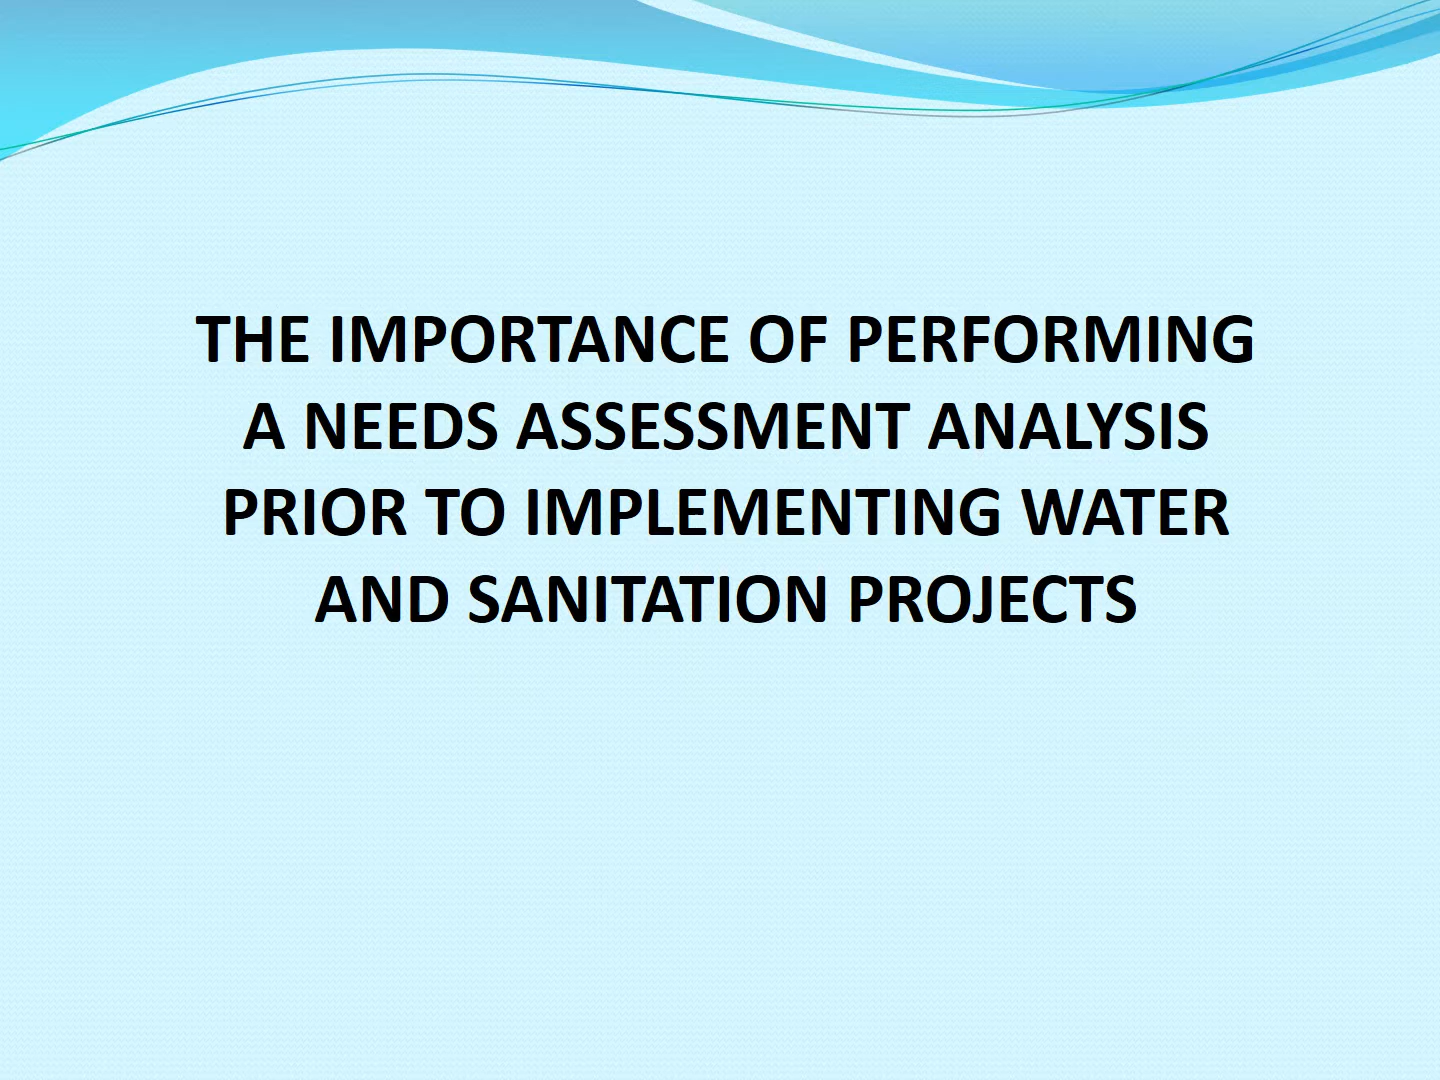 THE IMPORTANCE OF PERFORMING
A NEEDS ASSESSMENT ANALYSIS
PRIOR TO IMPLEMENTING WATER
AND SANITATION PROJECTS